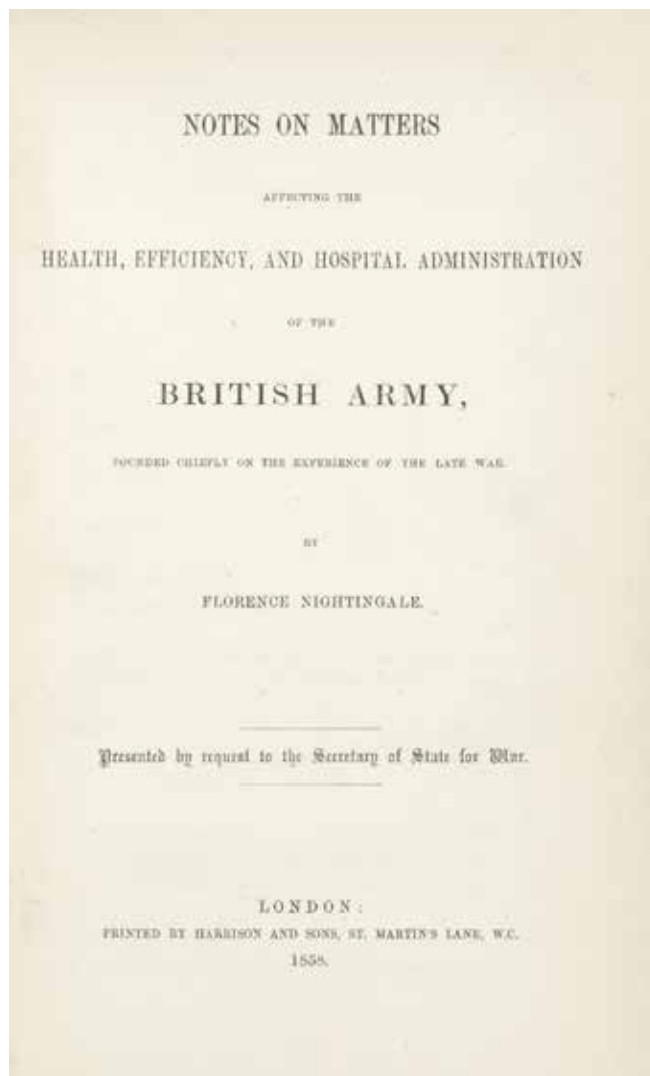 NOTES ON MATTERS
AFFECTING THE
HEALTH, EFFICIENCY, AND HOSPITAL ADMINISTRATION
OF THE
BRITISH ARMY,
FOUNDED CHIEFLY ON THE EXPERIENCE OF THE LATE WAR.
BY
FLORENCE NIGHTINGALE.
Presented by request to the Secretary of State for War.
LONDON:
PRINTED BY HARRISON AND SONS, ST. MARTIN'S LANE, W.C.
1858.